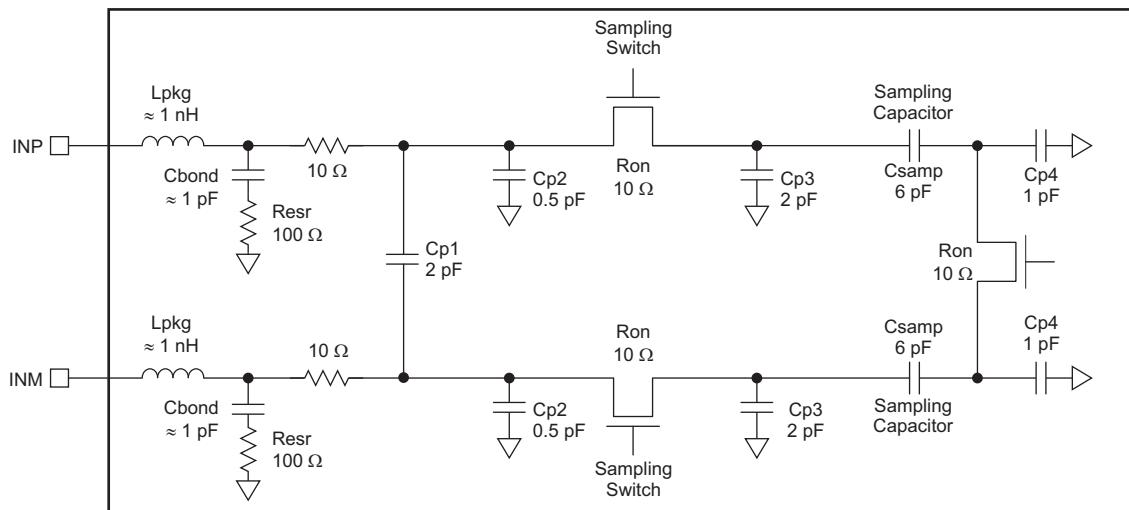 Sampling
Switch
Lpkg
≈ 1 nH
Sampling
Capacitor
INP
10 Ω
Cbond
≈ 1 pF
Resr
100 Ω
Cp2
0.5 pF
Ron
10 Ω
Cp3
2 pF
Csamp
6 pF
Cp4
1 pF
Cp1
2 pF
Ron
10 Ω
Lpkg
≈ 1 nH
10 Ω
Ron
10 Ω
Csamp
6 pF
Cp4
1 pF
INM
Cbond
≈ 1 pF
Resr
100 Ω
Cp2
0.5 pF
Cp3
2 pF
Sampling
Capacitor
Sampling
Switch